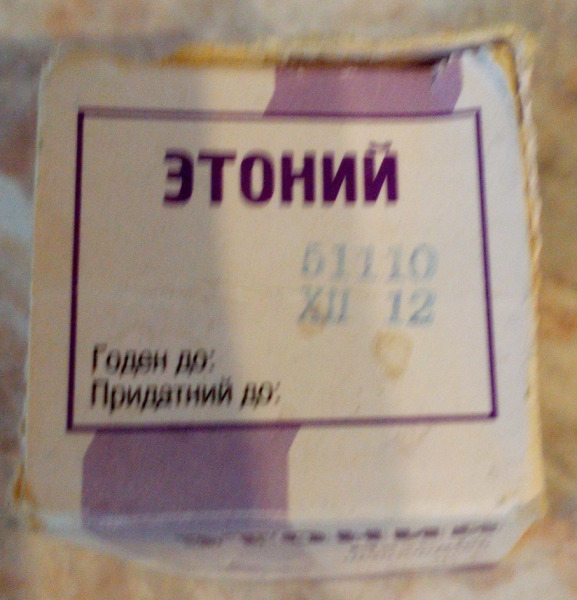 ЭТОНИЙ
51110
XII 12
Годен до:
Придатний до: